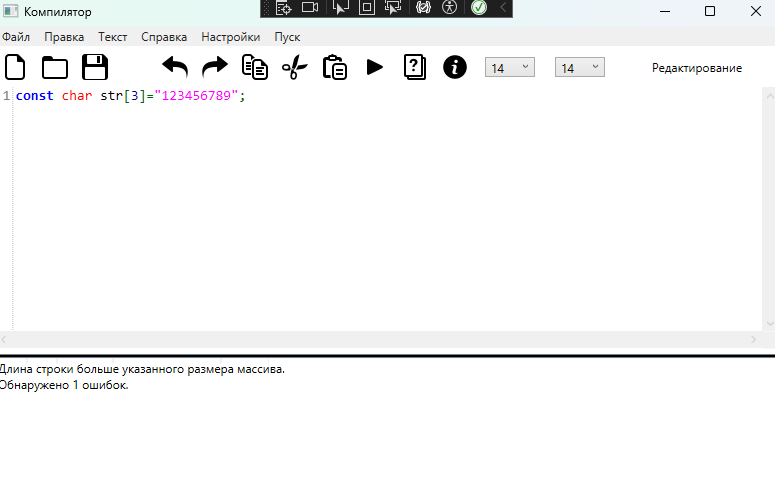 Компилятор
Файл Правка Текст Справка Настройки Пуск
14 14 Редактирование
1 const char str[3]="123456789";
Длина строки больше указанного размера массива.
Обнаружено 1 ошибок.